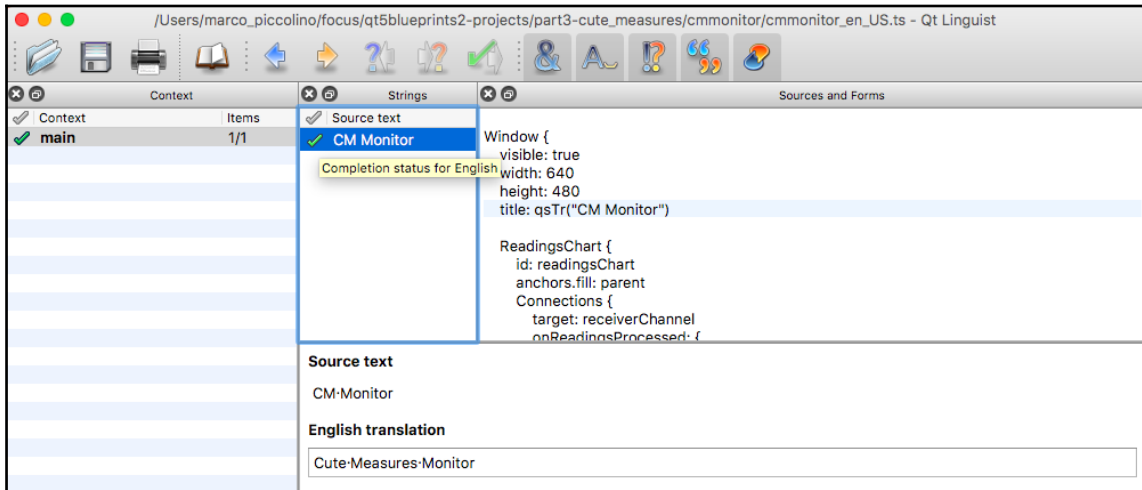 /Users/marco_piccolino/focus/qt5blueprints2-projects/part3-cute_measures/cmmonitor/cmmonitor_en_US.ts - Qt Linguist
Context
Strings
Sources and Forms
Context Items
main 1/1
Source text
CM Monitor
Completion status for English
Window {
visible: true
width: 640
height: 480
title: qsTr("CM Monitor")
ReadingsChart {
id: readingsChart
anchors.fill: parent
Connections {
target: receiverChannel
onReadingsProcessed: {
Source text
CM·Monitor
English translation
Cute·Measures·Monitor